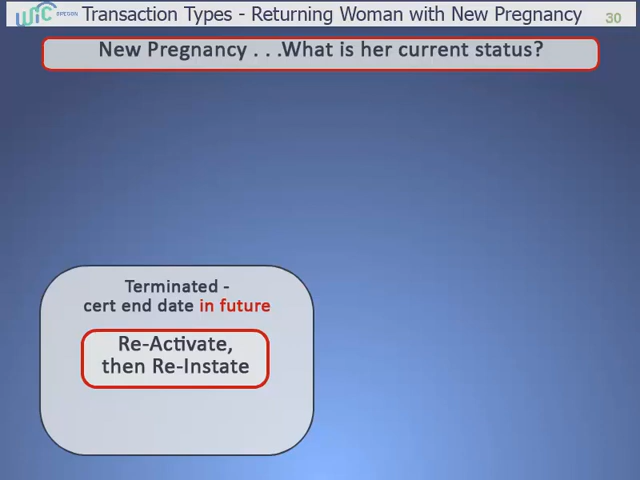 WIC OREGON
Transaction Types - Returning Woman with New Pregnancy
30
New Pregnancy . . .What is her current status?
Terminated -
cert end date in future
Re-Activate,
then Re-Instate